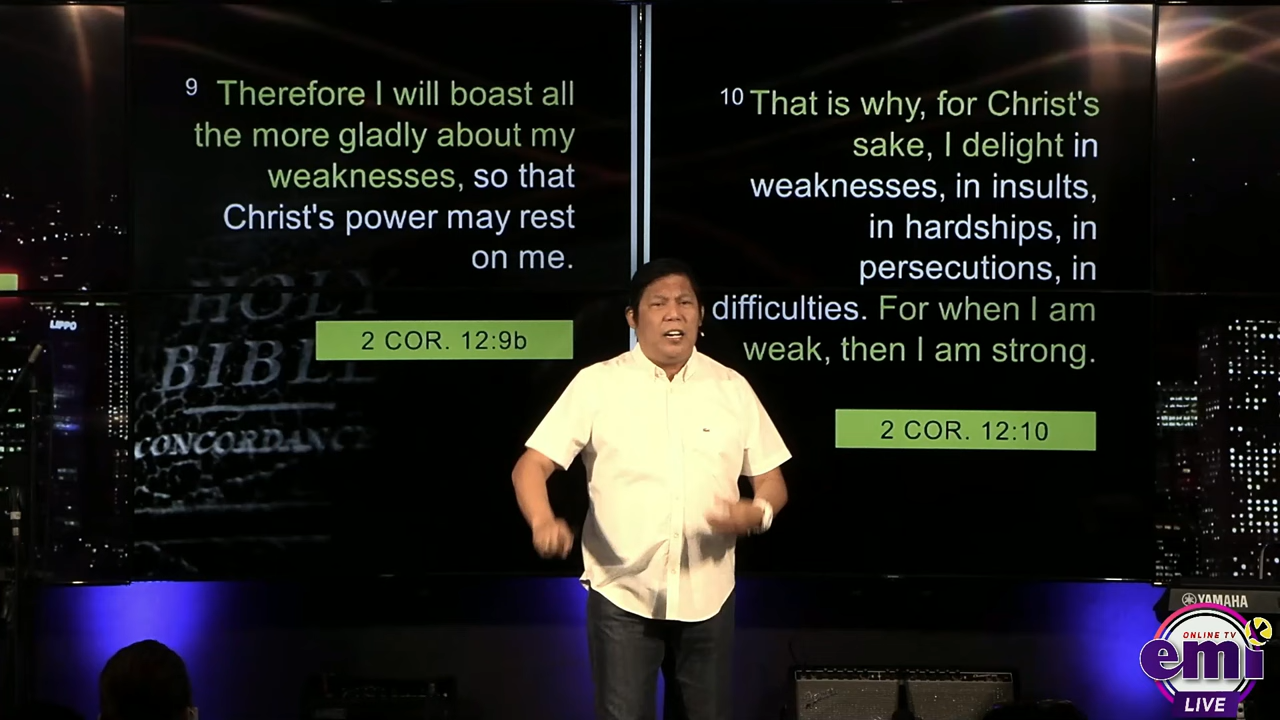 9 Therefore I will boast all
the more gladly about my
weaknesses, so that
Christ's power may rest
on me.
2 COR. 12:9b
10 That is why, for Christ's
sake, I delight in
weaknesses, in insults,
in hardships, in
persecutions, in
difficulties. For when I am
weak, then I am strong.
2 COR. 12:10
HOLY
BIBLE
CONCORDANCE
LIPPO
YAMAHA
ONLINE TV
emi
LIVE